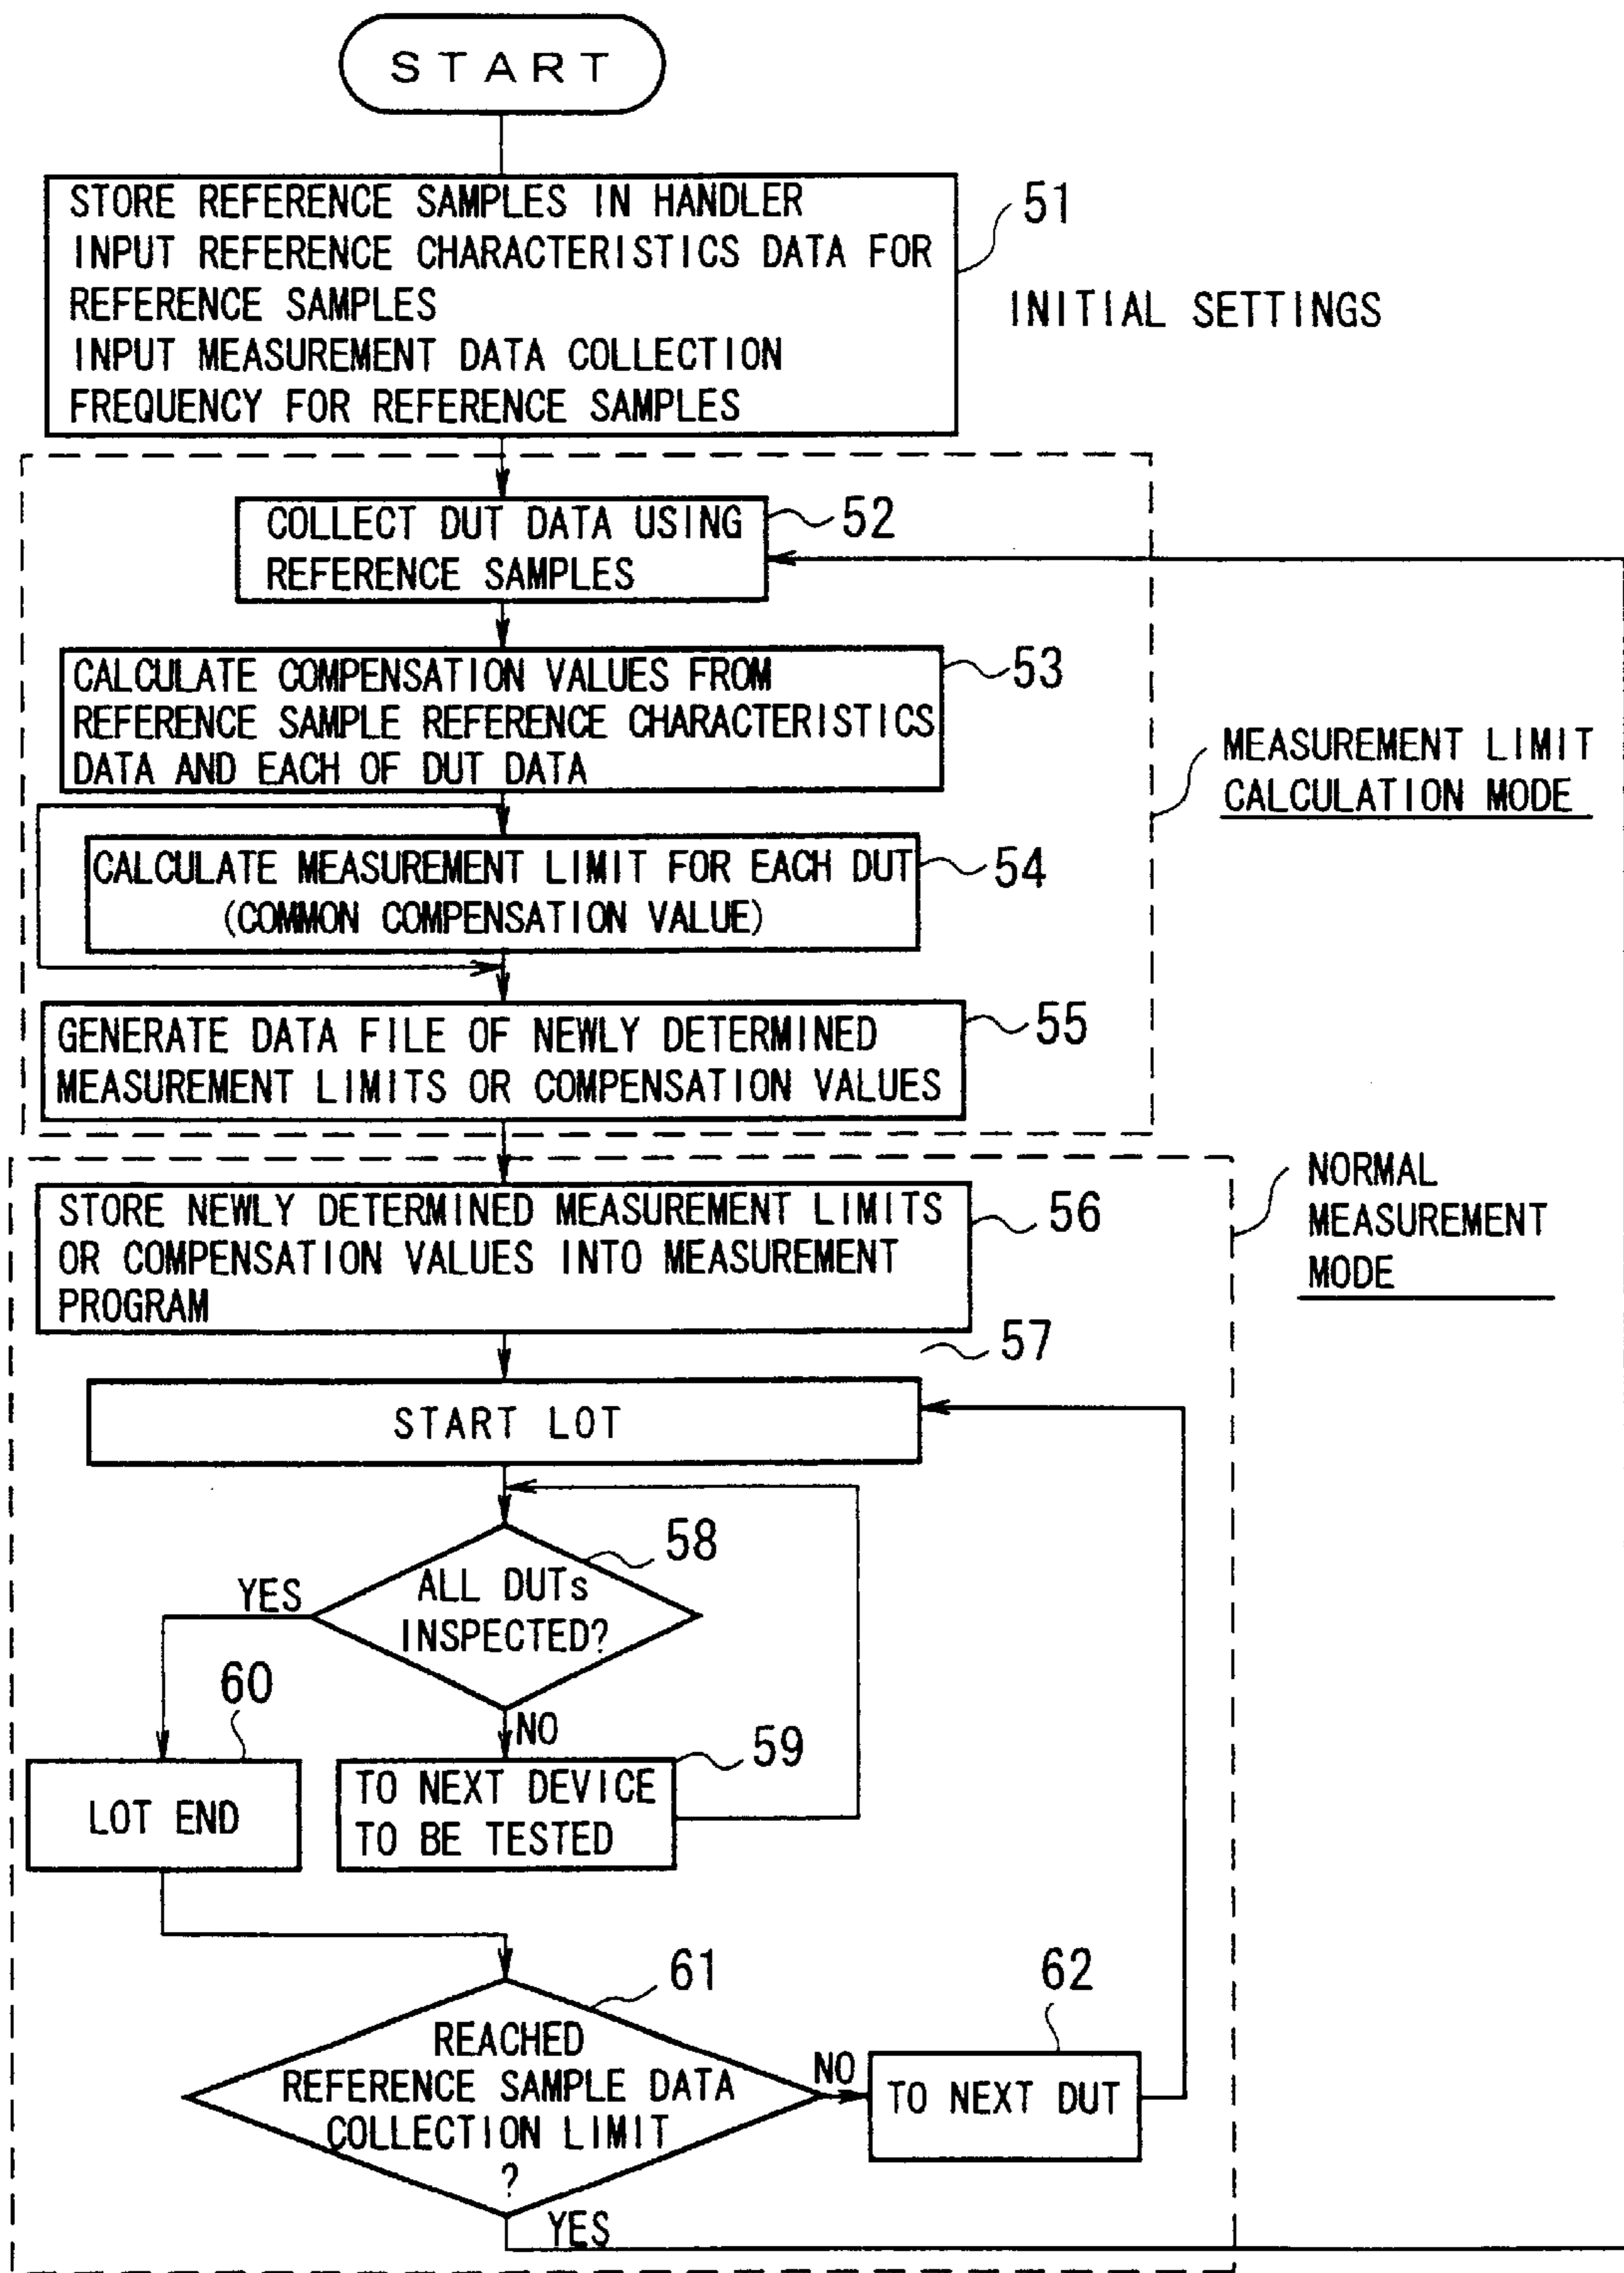 START
STORE REFERENCE SAMPLES IN HANDLER
INPUT REFERENCE CHARACTERISTICS DATA FOR
REFERENCE SAMPLES
INPUT MEASUREMENT DATA COLLECTION
FREQUENCY FOR REFERENCE SAMPLES
51
INITIAL SETTINGS
COLLECT DUT DATA USING
REFERENCE SAMPLES
52
CALCULATE COMPENSATION VALUES FROM
REFERENCE SAMPLE REFERENCE CHARACTERISTICS
DATA AND EACH OF DUT DATA
53
MEASUREMENT LIMIT
CALCULATION MODE
CALCULATE MEASUREMENT LIMIT FOR EACH DUT
(COMMON COMPENSATION VALUE)
54
GENERATE DATA FILE OF NEWLY DETERMINED
MEASUREMENT LIMITS OR COMPENSATION VALUES
55
NORMAL
MEASUREMENT
MODE
STORE NEWLY DETERMINED MEASUREMENT LIMITS
OR COMPENSATION VALUES INTO MEASUREMENT
PROGRAM
56
57
START LOT
58
ALL DUTs
INSPECTED?
YES
NO
60
LOT END
59
TO NEXT DEVICE
TO BE TESTED
61
REACHED
REFERENCE SAMPLE DATA
COLLECTION LIMIT
?
NO
62
TO NEXT DUT
YES